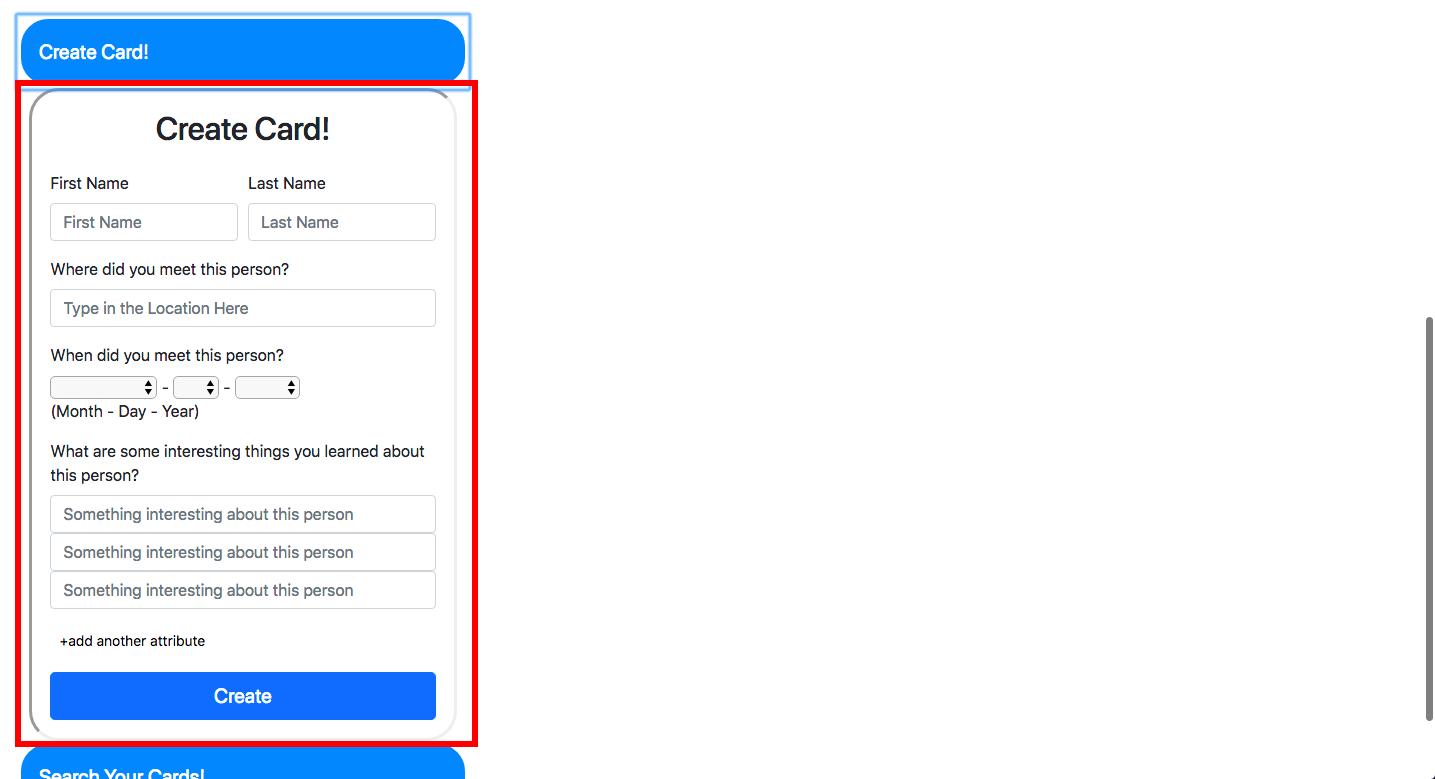 Create Card!
Create Card!
First Name Last Name
First Name Last Name
Where did you meet this person?
Type in the Location Here
When did you meet this person?
- -
(Month - Day - Year)
What are some interesting things you learned about
this person?
Something interesting about this person
Something interesting about this person
Something interesting about this person
+add another attribute
Create
Search Your Cards!